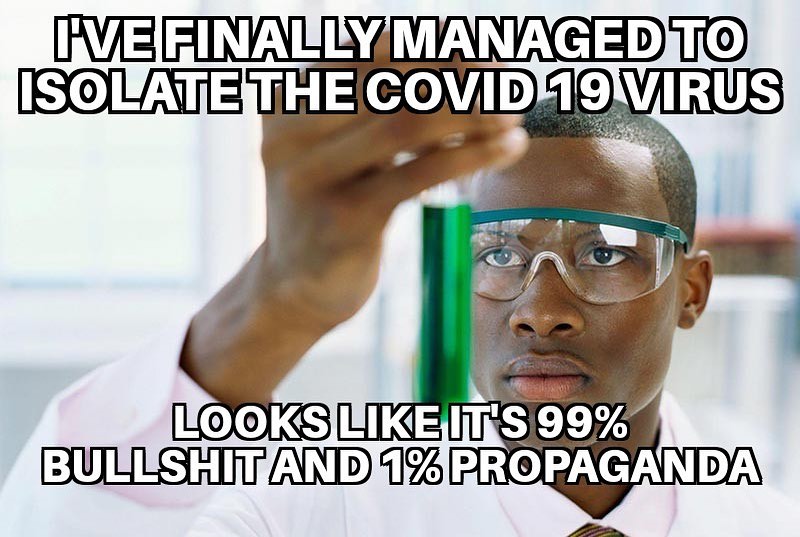 I'VE FINALLY MANAGED TO
ISOLATE THE COVID 19 VIRUS
LOOKS LIKE IT'S 99%
BULLSHIT AND 1% PROPAGANDA